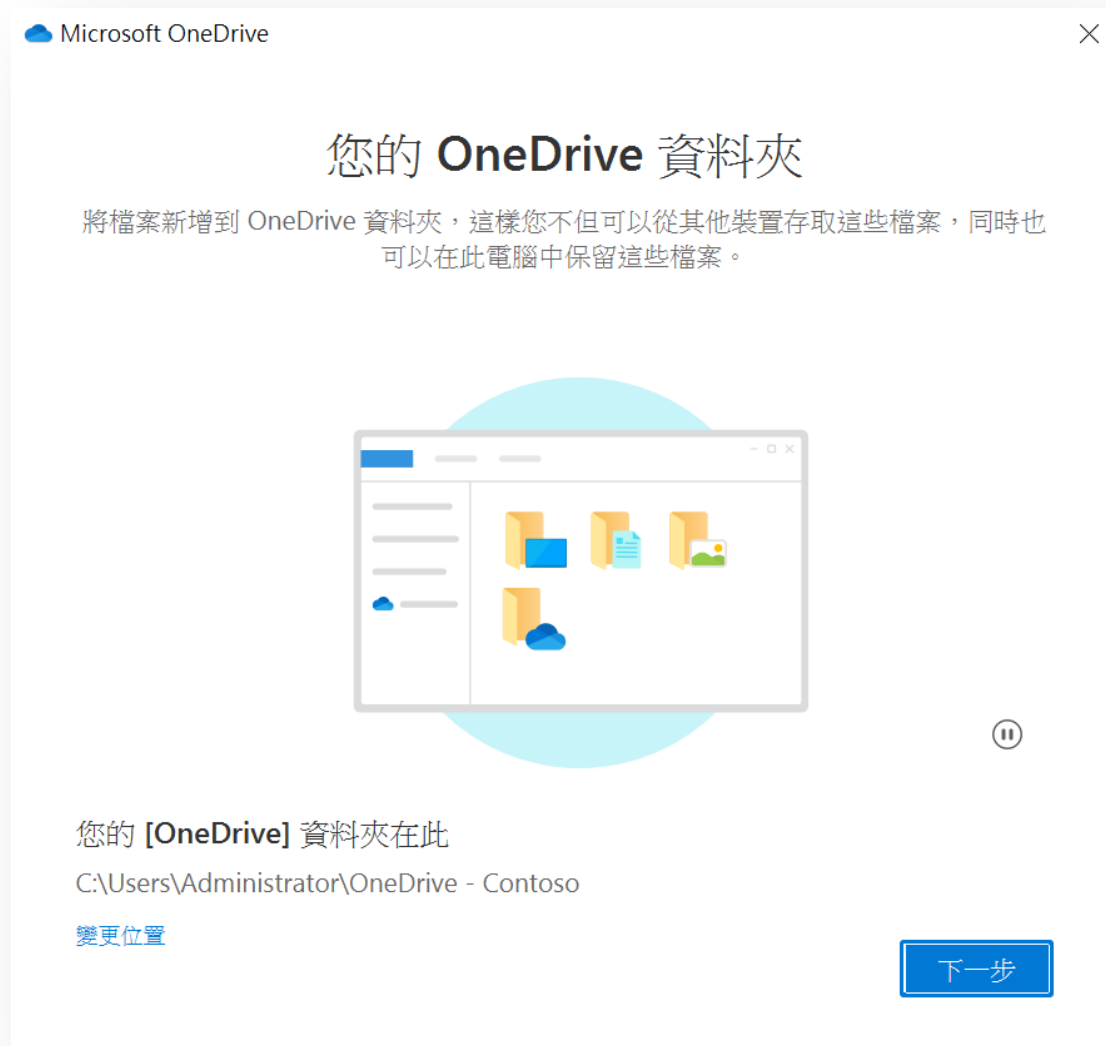 Microsoft OneDrive
您的 OneDrive 資料夾
將檔案新增到 OneDrive 資料夾，這樣您不但可以從其他裝置存取這些檔案，同時也
可以在此電腦中保留這些檔案。
您的 [OneDrive] 資料夾在此
C:\Users\Administrator\OneDrive - Contoso
變更位置
下一步